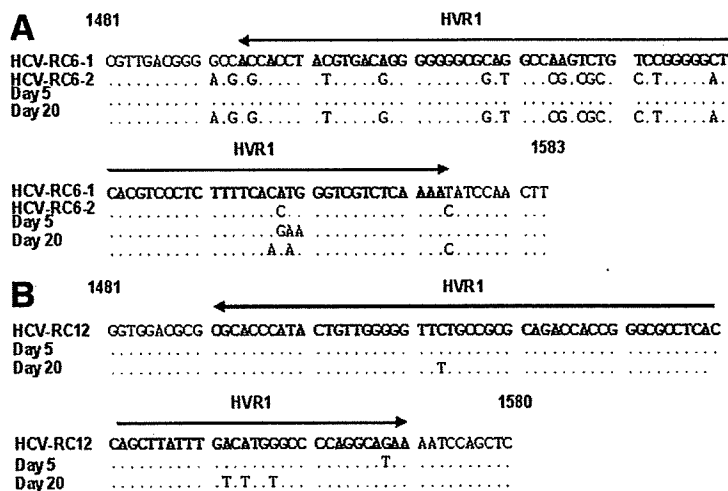 A
1481 HVR1
HCV-RC6-1 CGTTGACGGG GCCACCACCT ACGTGACAGG GGGGGCGCAG GCCAAGTCTG TCCGGGGGCT
HCV-RC6-2 .......... ..A.G.G... ..T....G.. ......G.T. ..CG.CGC.. C.T....A.
Day 5 .......... .......... .......... .......... .......... ..........
Day 20 .......... ..A.G.G... ..T....G.. ......G.T. ..CG.CGC.. C.T....A.
HVR1 1583
HCV-RC6-1 CACGTCCCTC TTTTCACATG GGTCGTCTCA AAATATCCAA CTT
HCV-RC6-2 .......... .......C.. .......... ...C...... ...
Day 5 .......... .......GAA .......... .......... ...
Day 20 .......... ......A.A. .......... ...C...... ...
B
1481 HVR1
HCV-RC12 GGTGGACGCG CGCACCCATA CTGTTGGGGG TTCTGCCGCG CAGACCACCG GGCGCCTCAC
Day 5 .......... .......... .......... .......... .......... ..........
Day 20 .......... .......... .......... ...T...... .......... ..........
HVR1 1580
HCV-RC12 CAGCTTATTT GACATGGGCC CCAGGCAGAA AATCCAGCTC
Day 5 .......... .......... .......T.. ..........
Day 20 .......... .T.T..T... .......... ..........